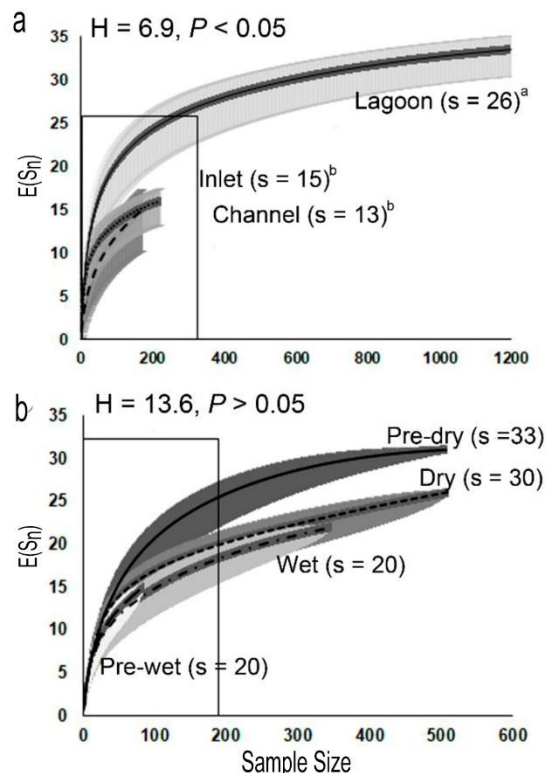 a
H = 6.9, P < 0.05
35
30
25
20
15
10
5
0
E(Sn)
Lagoon (s = 26)a
Inlet (s = 15)b
Channel (s = 13)b
0 200 400 600 800 1000 1200
b
H = 13.6, P > 0.05
35
30
25
20
15
10
5
0
E(Sn)
Pre-dry (s =33)
Dry (s = 30)
Wet (s = 20)
Pre-wet (s = 20)
0 100 200 300 400 500 600
Sample Size